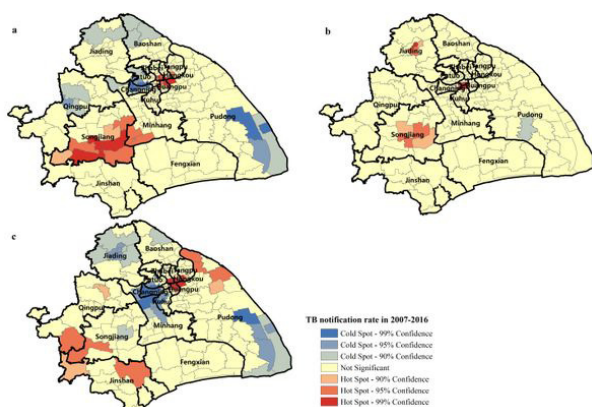 a
Baoshan
Jiading
Hongkou
Qingpu
Pudong
Songjiang
Minhang
Fengxian
Jinshan
b
Baoshan
Jiading
Qingpu
Pudong
Songjiang
Minhang
Fengxian
Jinshan
c
Baoshan
Jiading
Hongkou
Qingpu
Pudong
Songjiang
Minhang
Fengxian
Jinshan
TB notification rate in 2007-2016
Cold Spot - 99% Confidence
Cold Spot - 95% Confidence
Cold Spot - 90% Confidence
Not Significant
Hot Spot - 90% Confidence
Hot Spot - 95% Confidence
Hot Spot - 99% Confidence